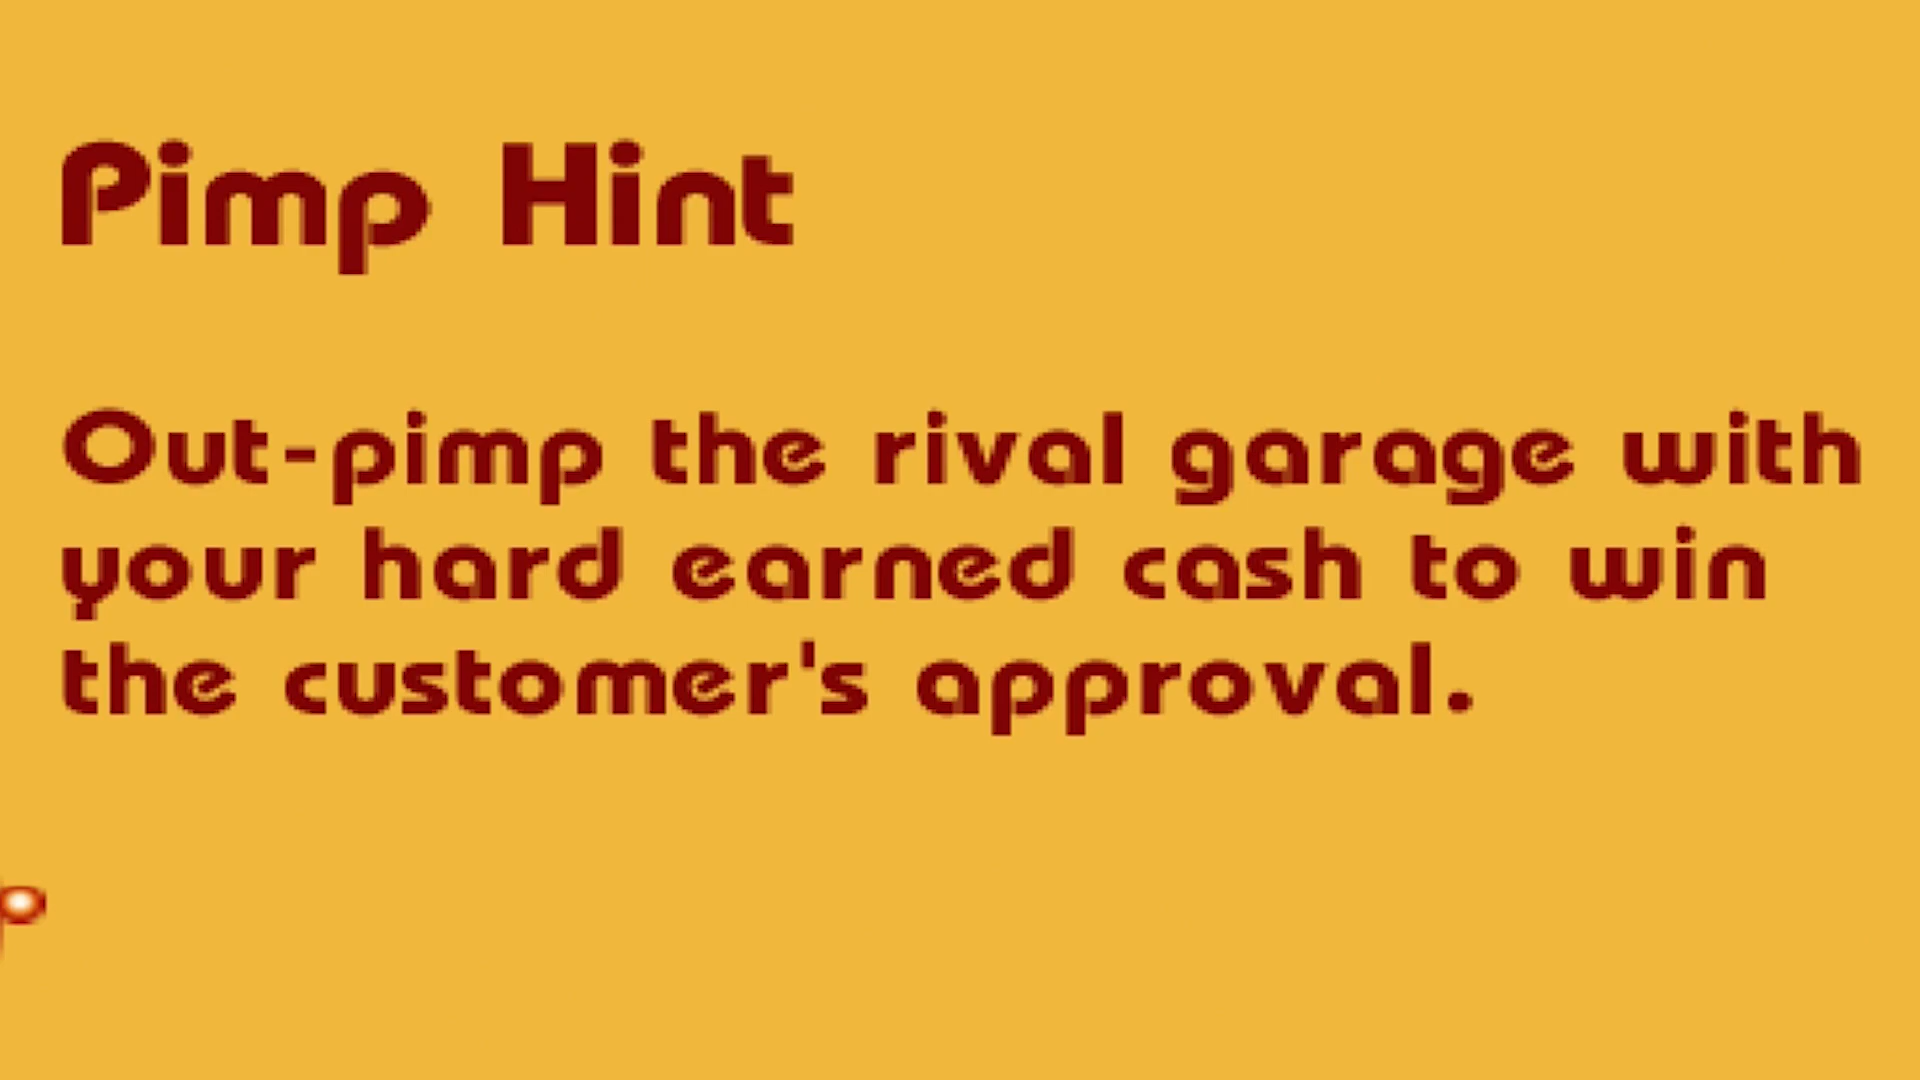 Pimp Hint
Out-pimp the rival garage with
your hard earned cash to win
the customer's approval.